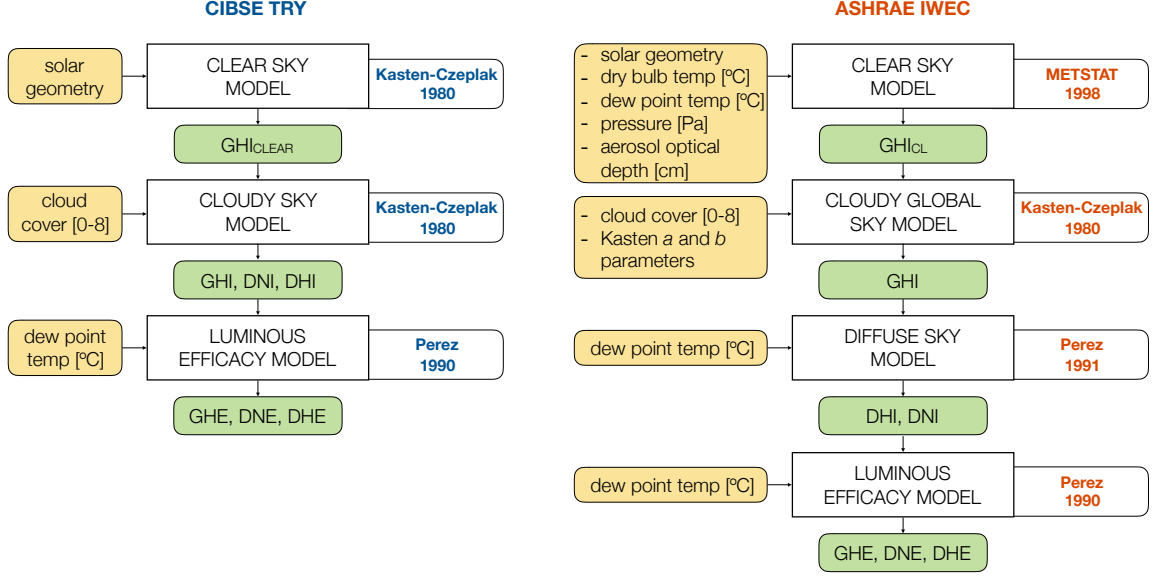 CIBSE TRY
solar
geometry
CLEAR SKY
MODEL
Kasten-Czeplak
1980
GHICLEAR
cloud
cover [0-8]
CLOUDY SKY
MODEL
Kasten-Czeplak
1980
GHI, DNI, DHI
dew point
temp [ºC]
LUMINOUS
EFFICACY MODEL
Perez
1990
GHE, DNE, DHE
ASHRAE IWEC
- solar geometry
- dry bulb temp [ºC]
- dew point temp [ºC]
- pressure [Pa]
- aerosol optical
depth [cm]
CLEAR SKY
MODEL
METSTAT
1998
GHICL
- cloud cover [0-8]
- Kasten a and b
parameters
CLOUDY GLOBAL
SKY MODEL
Kasten-Czeplak
1980
GHI
dew point temp [ºC]
DIFFUSE SKY
MODEL
Perez
1991
DHI, DNI
dew point temp [ºC]
LUMINOUS
EFFICACY MODEL
Perez
1990
GHE, DNE, DHE